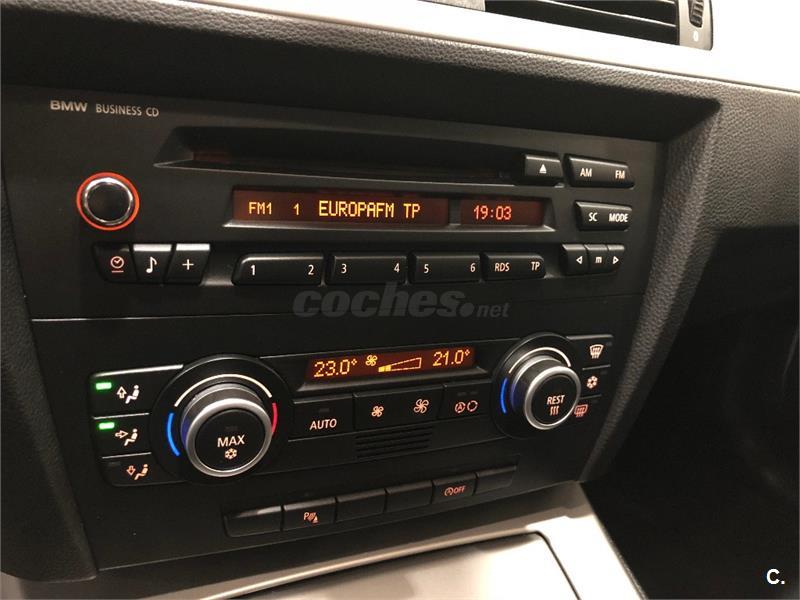 BMW BUSINESS CD
AM FM
FM1 1 EUROPAFM TP 19:03
SC MODE
1 2 3 4 5 6 RDS TP m
coches.net
23.0° 21.0°
AUTO
MAX
REST
P OFF
C.